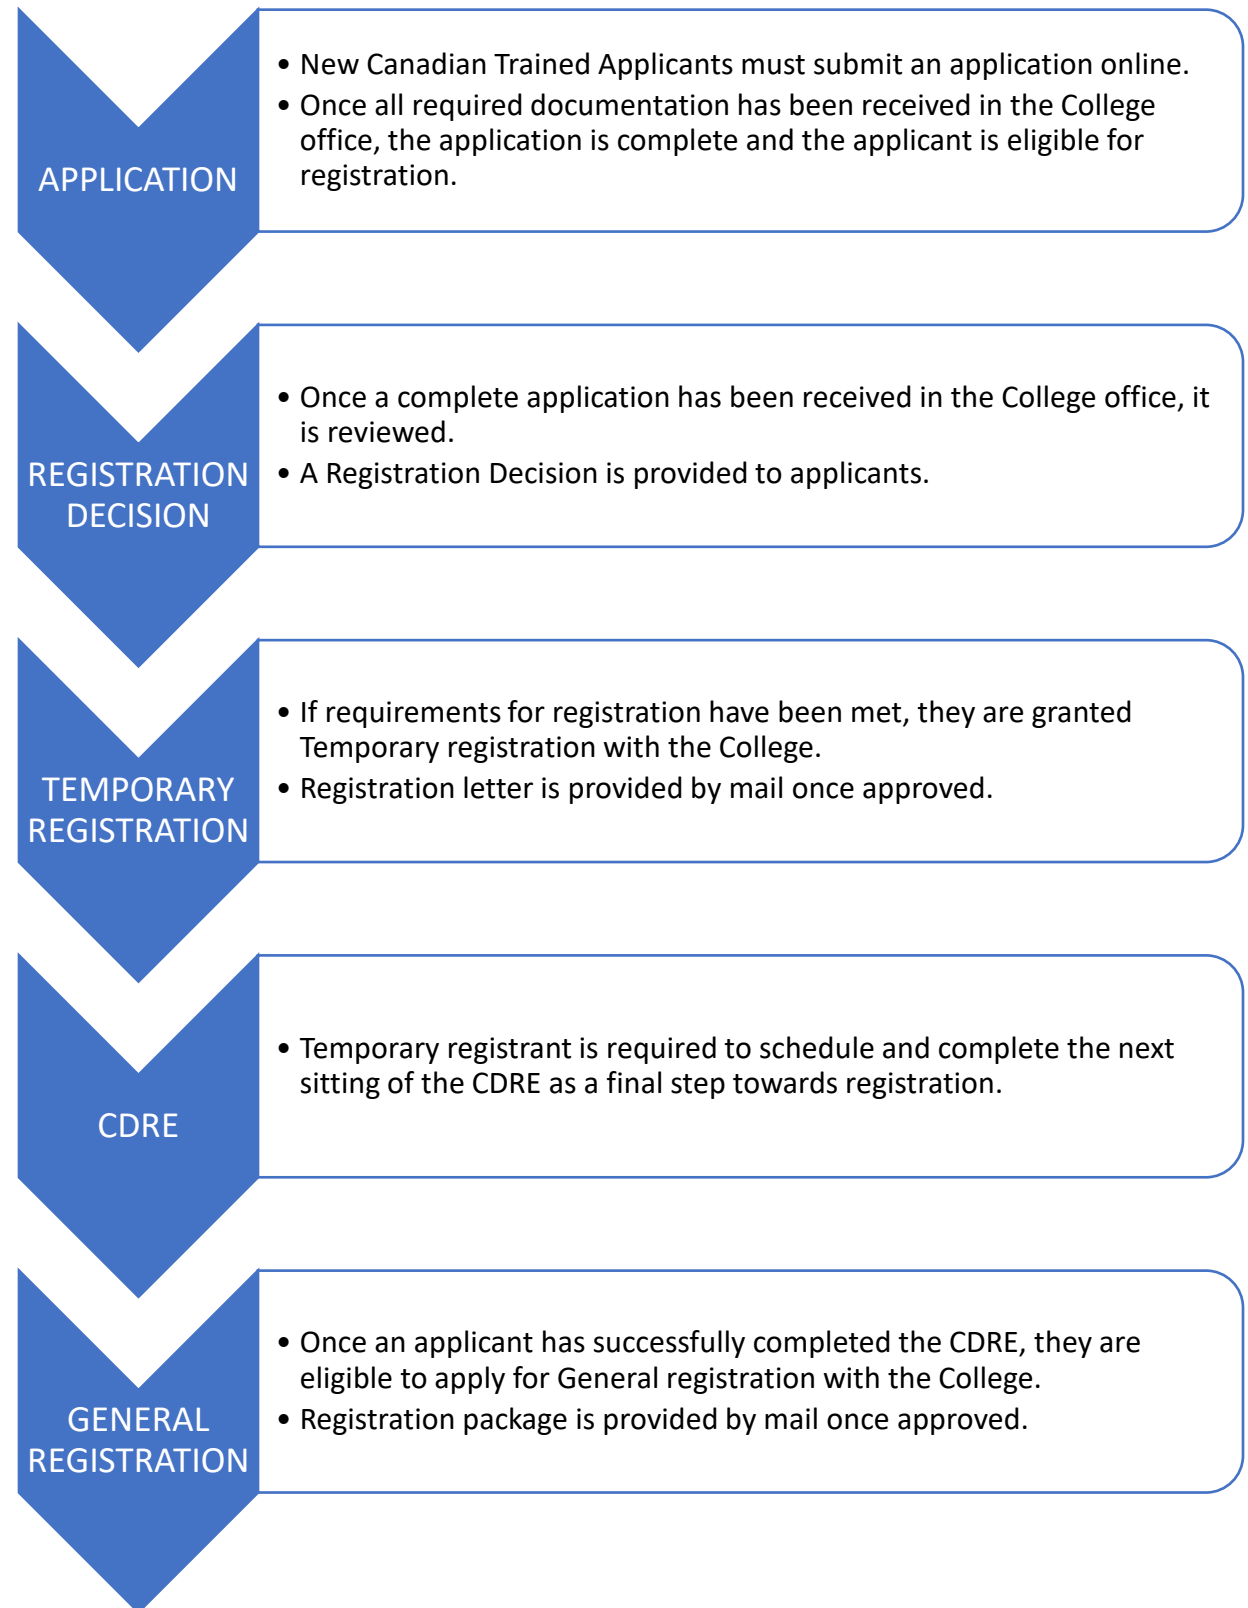 APPLICATION
• New Canadian Trained Applicants must submit an application online.
• Once all required documentation has been received in the College
office, the application is complete and the applicant is eligible for
registration.
REGISTRATION
DECISION
• Once a complete application has been received in the College office, it
is reviewed.
• A Registration Decision is provided to applicants.
TEMPORARY
REGISTRATION
• If requirements for registration have been met, they are granted
Temporary registration with the College.
• Registration letter is provided by mail once approved.
CDRE
• Temporary registrant is required to schedule and complete the next
sitting of the CDRE as a final step towards registration.
GENERAL
REGISTRATION
• Once an applicant has successfully completed the CDRE, they are
eligible to apply for General registration with the College.
• Registration package is provided by mail once approved.